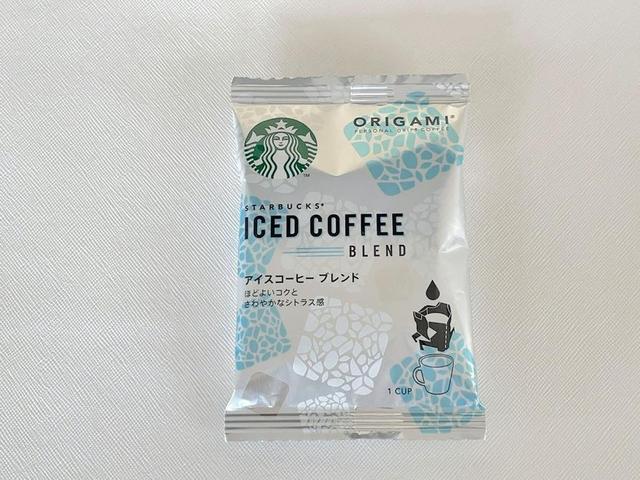 ORIGAMI®
PERSONAL DRIP COFFEE
TM
STARBUCKS®
ICED COFFEE
BLEND
アイスコーヒー ブレンド
ほどよいコクと
さわやかなシトラス感
1 CUP